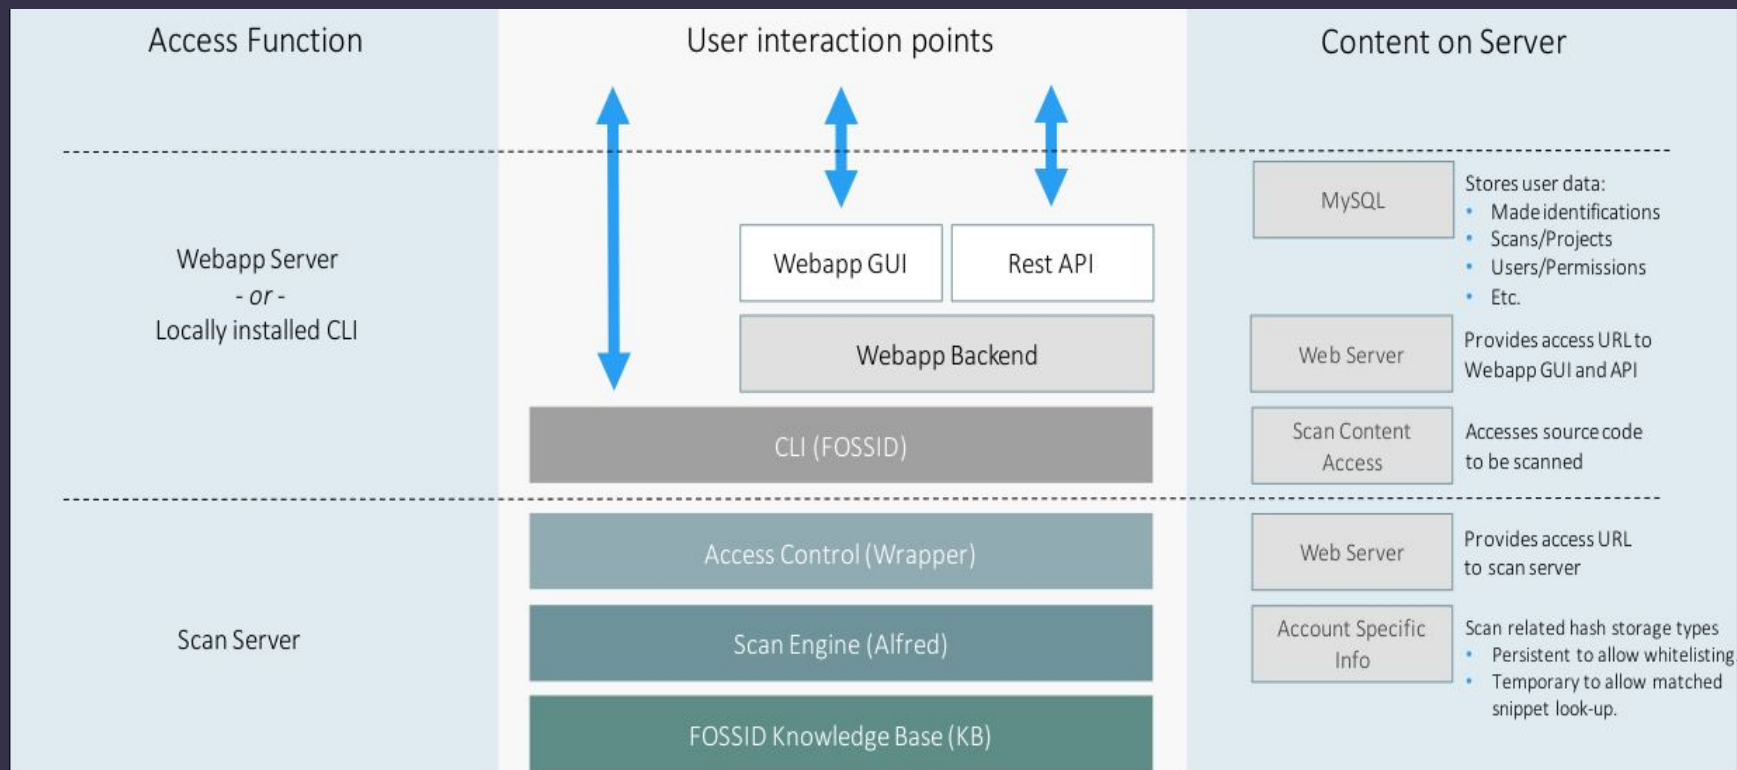 Access Function
User interaction points
Content on Server
Webapp Server
- or -
Locally installed CLI
Webapp GUI
Rest API
Webapp Backend
CLI (FOSSID)
MySQL
Stores user data:
• Made identifications
• Scans/Projects
• Users/Permissions
• Etc.
Web Server
Provides access URL to
Webapp GUI and API
Scan Content
Access
Accesses source code
to be scanned
Scan Server
Access Control (Wrapper)
Scan Engine (Alfred)
FOSSID Knowledge Base (KB)
Web Server
Provides access URL
to scan server
Account Specific
Info
Scan related hash storage types
• Persistent to allow whitelisting.
• Temporary to allow matched
snippet look-up.